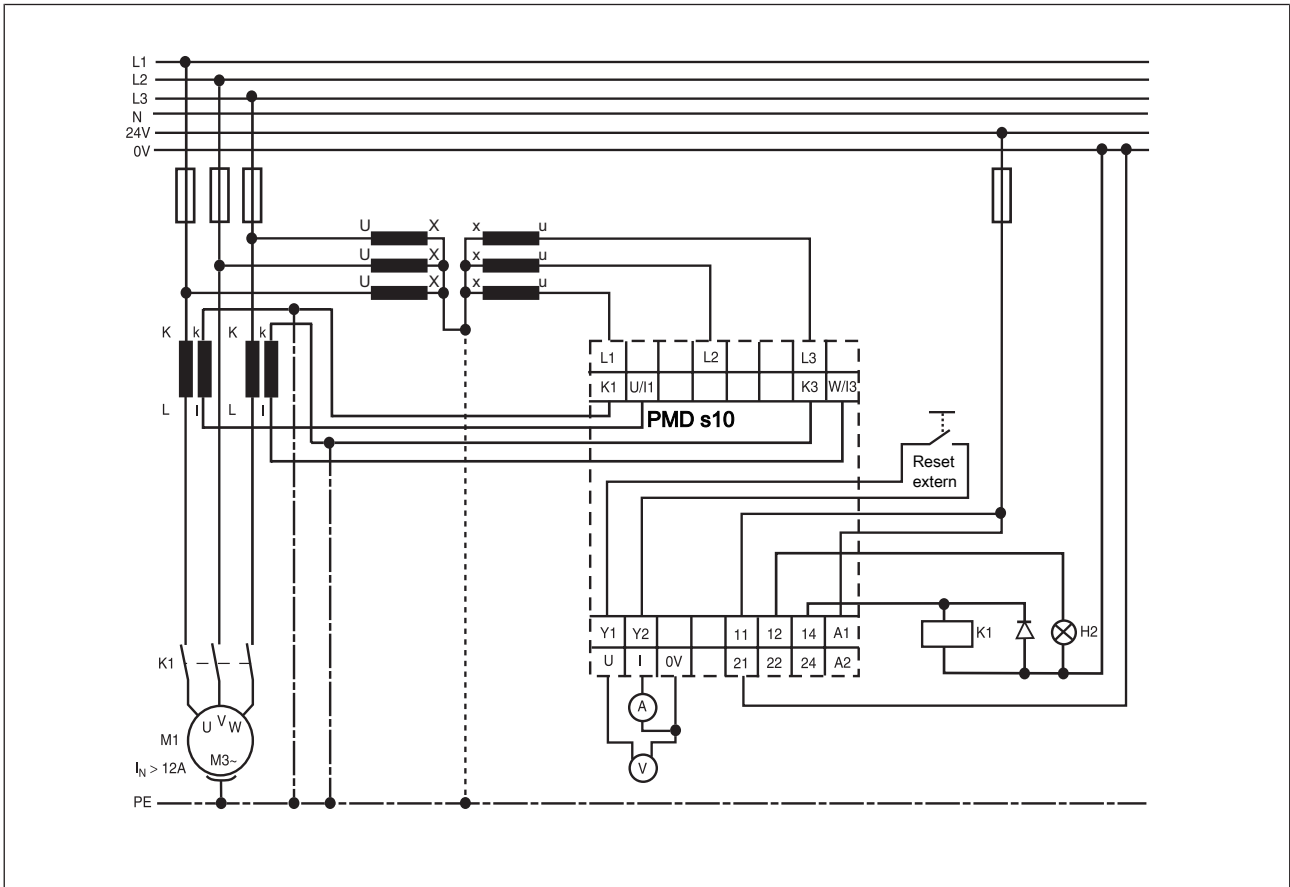 L1
L2
L3
N
24V
0V
U X x u
U X x u
U X x u
K k K k
L l L l
L1 L2 L3
K1 U/I1 K3 W/I3
PMD s10
Reset
extern
Y1 Y2 11 12 14 A1
U I 0V 21 22 24 A2
K1 H2
A
V
K1
U V W
M1
M3~
IN > 12A
PE